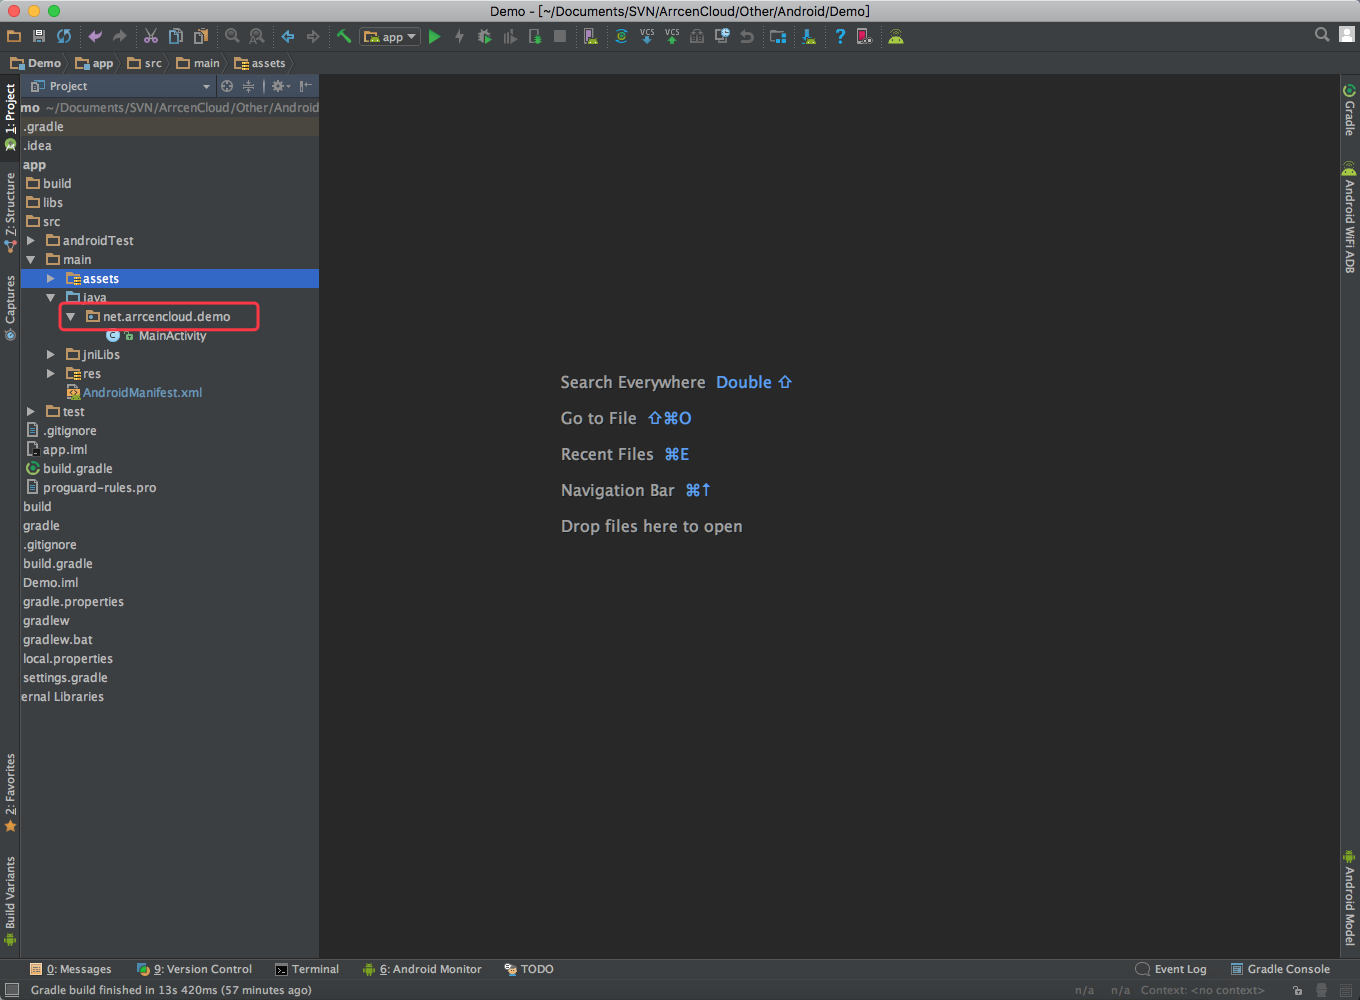 Demo - [~/Documents/SVN/ArrcenCloud/Other/Android/Demo]
app
VCS
VCS
?
Demo
app
src
main
assets
Project
mo ~/Documents/SVN/ArrcenCloud/Other/Android
.gradle
.idea
app
build
libs
src
androidTest
main
assets
java
net.arrcencloud.demo
MainActivity
jniLibs
res
AndroidManifest.xml
test
.gitignore
app.iml
build.gradle
proguard-rules.pro
build
gradle
.gitignore
build.gradle
Demo.iml
gradle.properties
gradlew
gradlew.bat
local.properties
settings.gradle
ernal Libraries
1: Project
7: Structure
Captures
2: Favorites
Build Variants
Search Everywhere Double ⇧
Go to File ⇧⌘O
Recent Files ⌘E
Navigation Bar ⌘↑
Drop files here to open
Gradle
Android WiFi ADB
Android Model
0: Messages
9: Version Control
Terminal
6: Android Monitor
TODO
Event Log
Gradle Console
Gradle build finished in 13s 420ms (57 minutes ago)
n/a
n/a
Context: <no context>